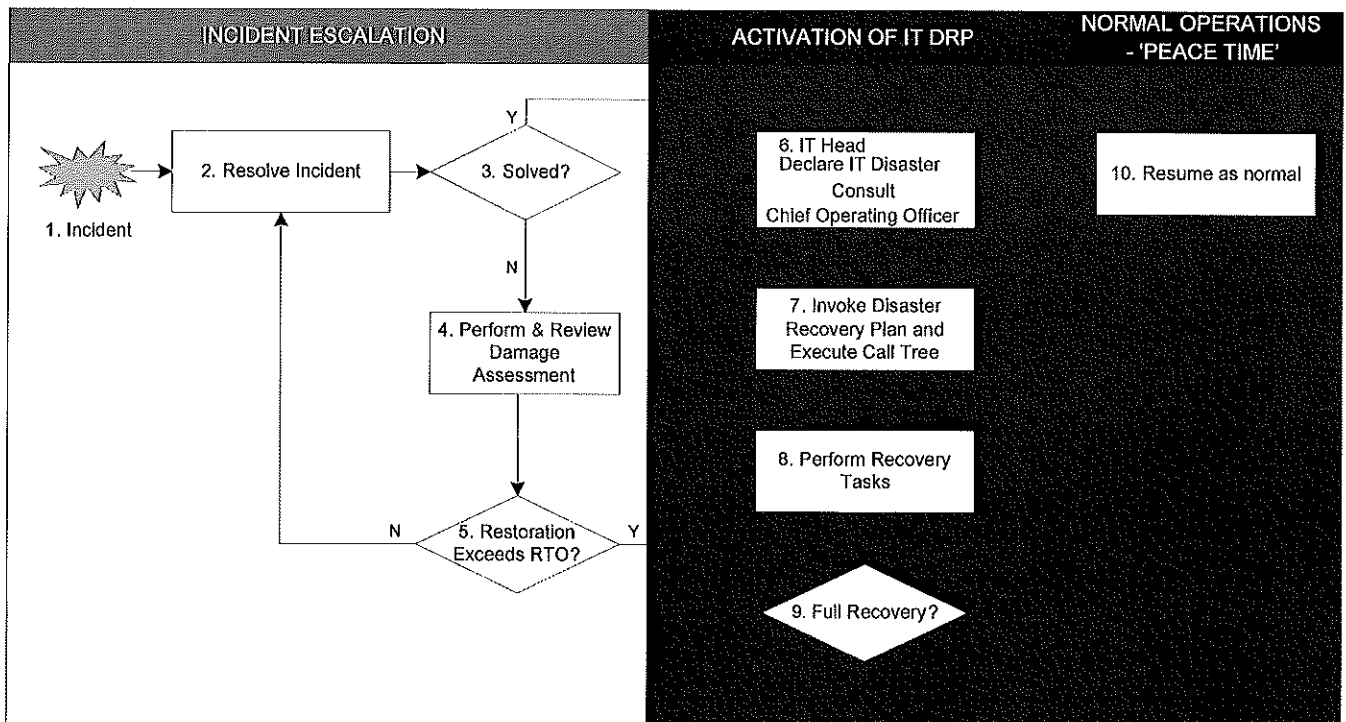 INCIDENT ESCALATION
ACTIVATION OF IT DRP
NORMAL OPERATIONS
- 'PEACE TIME'
1. Incident
2. Resolve Incident
Y
3. Solved?
N
4. Perform & Review
Damage
Assessment
N
5. Restoration
Exceeds RTO?
Y
6. IT Head
Declare IT Disaster
Consult
Chief Operating Officer
7. Invoke Disaster
Recovery Plan and
Execute Call Tree
8. Perform Recovery
Tasks
9. Full Recovery?
10. Resume as normal